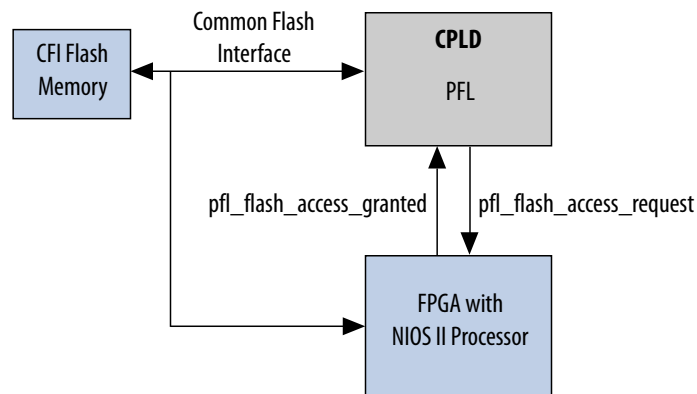 CFI Flash
Memory
Common Flash
Interface
CPLD
PFL
pfl_flash_access_granted
pfl_flash_access_request
FPGA with
NIOS II Processor